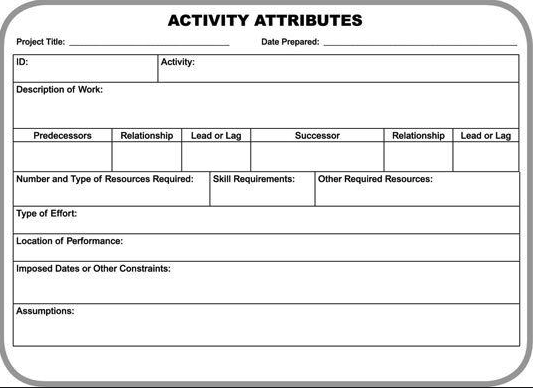 ACTIVITY ATTRIBUTES
Project Title: Date Prepared:
ID: Activity:
Description of Work:
Predecessors Relationship Lead or Lag Successor Relationship Lead or Lag
Number and Type of Resources Required: Skill Requirements: Other Required Resources:
Type of Effort:
Location of Performance:
Imposed Dates or Other Constraints:
Assumptions: